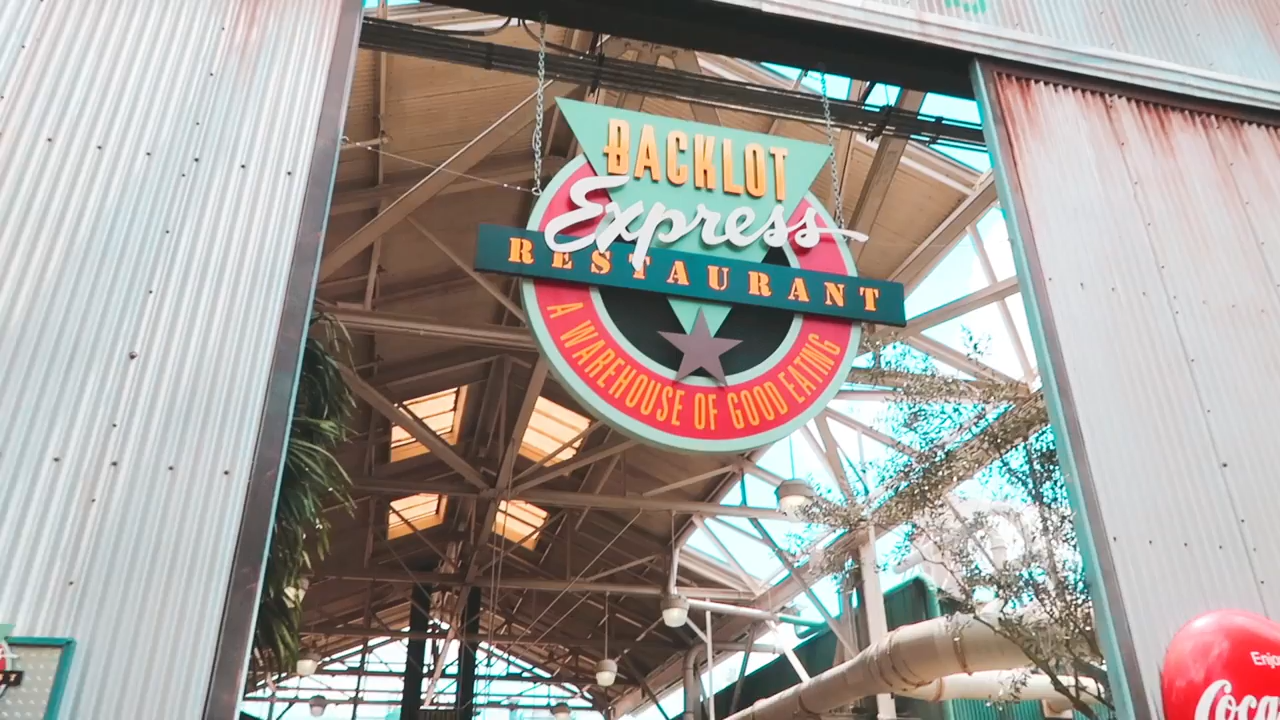 BACKLOT
Express
RESTAURANT
A WAREHOUSE OF GOOD EATING